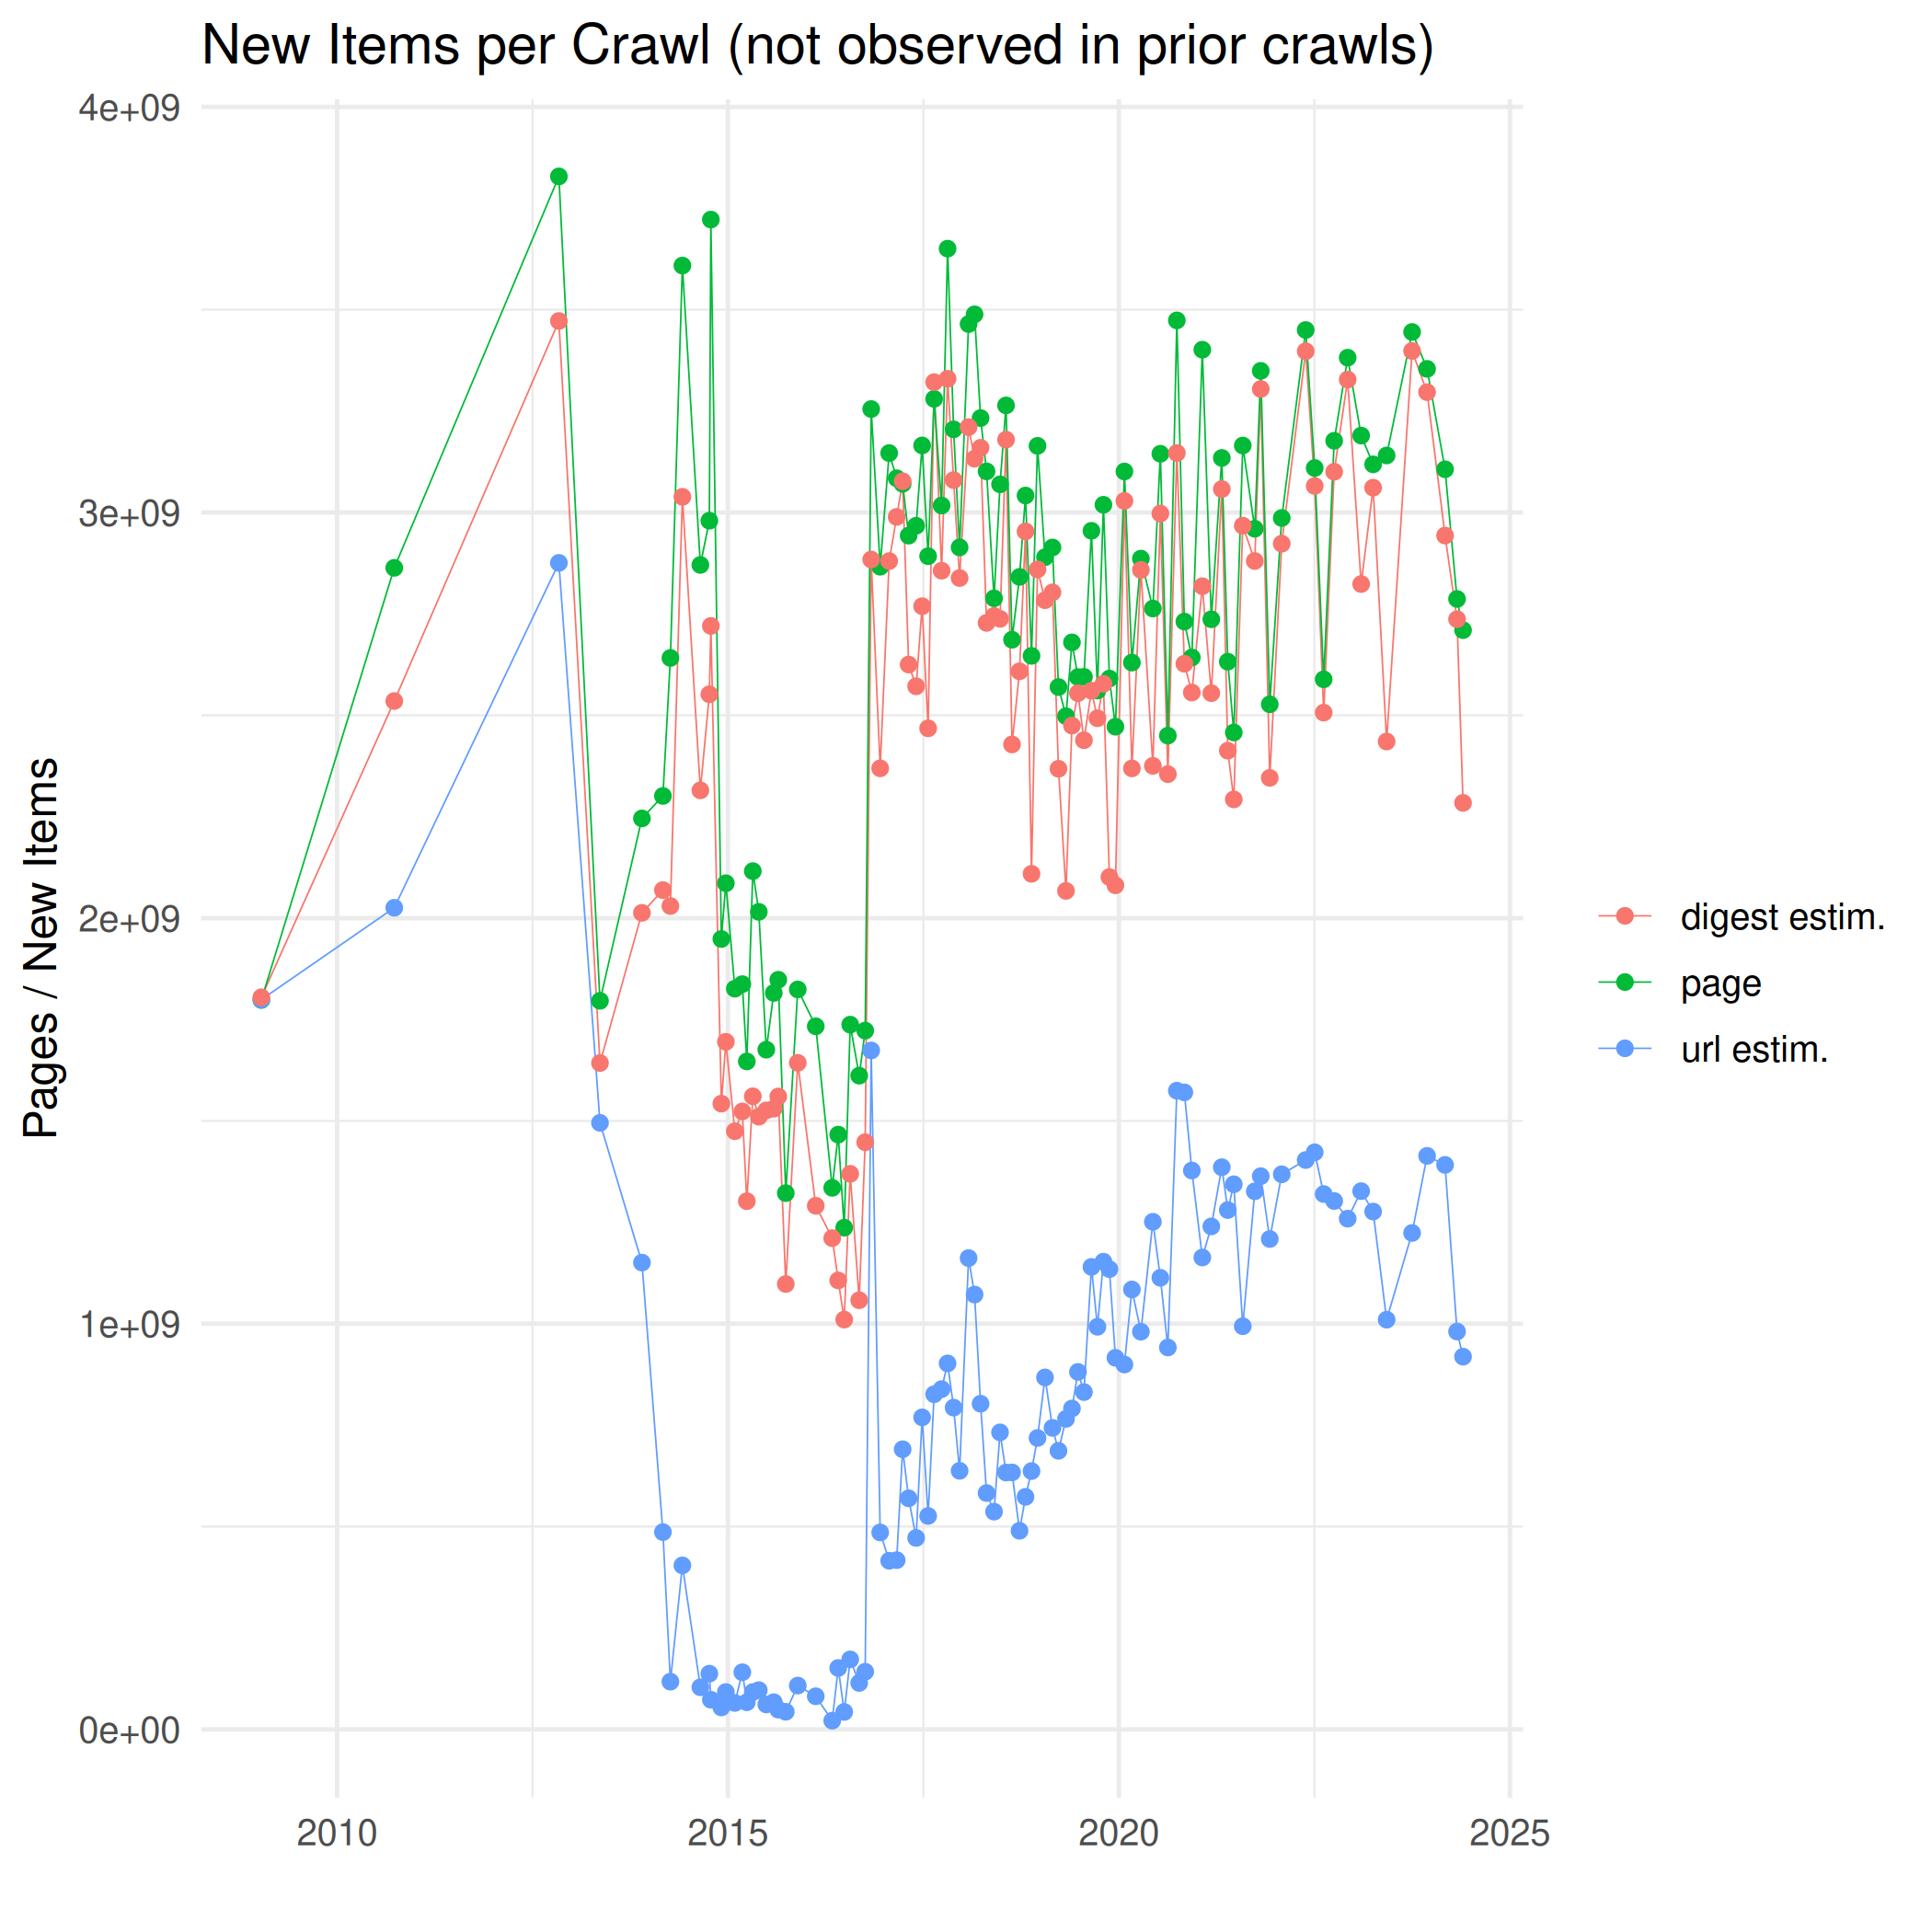 New Items per Crawl (not observed in prior crawls)
Pages / New Items
4e+09
3e+09
2e+09
1e+09
0e+00
2010
2015
2020
2025
digest estim.
page
url estim.